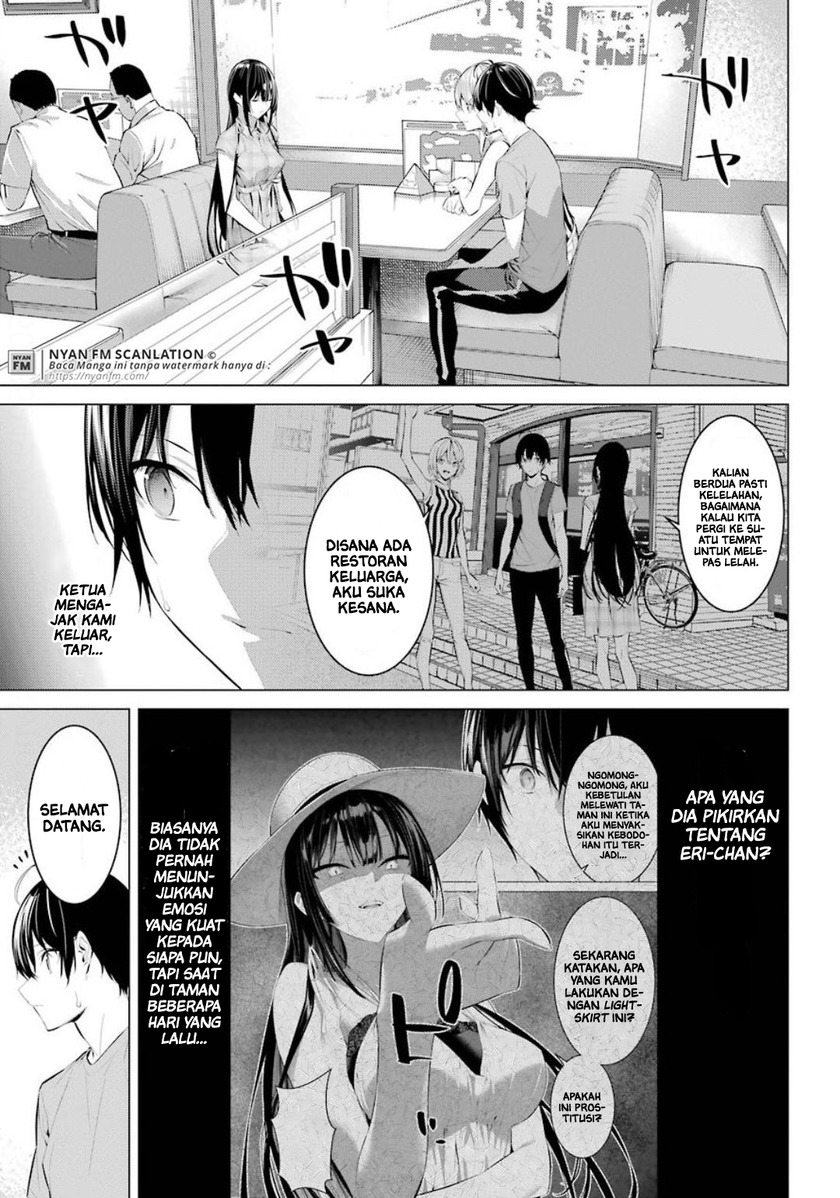 ガ
ヤ
ガ
ヤ
ガ
ヤ
NYAN FM
NYAN FM SCANLATION ©
Baca Manga ini tanpa watermark hanya di :
https://nyanfm.com/
KALIAN
BERDUA PASTI
KELELAHAN,
BAGAIMANA
KALAU KITA
PERGI KE SU-
ATU TEMPAT
UNTUK MELE-
PAS LELAH.
DISANA ADA
RESTORAN
KELUARGA,
AKU SUKA
KESANA.
KETUA
MENGA-
JAK KAMI
KELUAR,
TAPI...
APA YANG
DIA PIKIRKAN
TENTANG
ERI-CHAN?
NGOMONG-
NGOMONG, AKU
KEBETULAN
MELEWATI TA-
MAN INI KETIKA
AKU MENYAK-
SIKAN KEBODO-
HAN ITU TER-
JADI...
SEKARANG
KATAKAN, APA
YANG KAMU
LAKUKAN DE-
NGAN LIGHT-
SKIRT INI?
APAKAH
INI PROS-
TITUSI?
BIASANYA
DIA TIDAK
PERNAH
MENUN-
JUKKAN
EMOSI
YANG KUAT
KEPADA
SIAPA PUN,
TAPI SAAT
DI TAMAN
BEBERAPA
HARI YANG
LALU...
SELAMAT
DATANG.